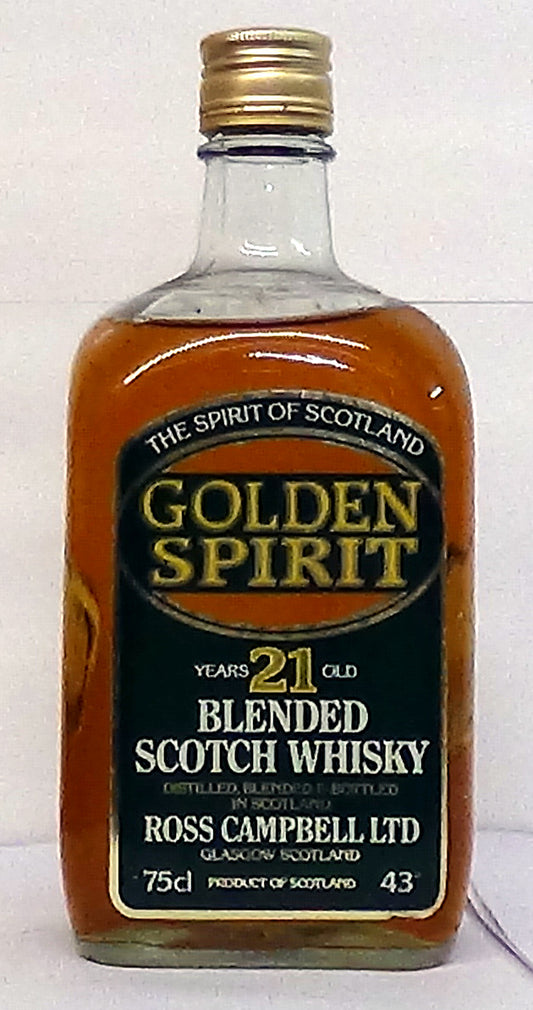 THE SPIRIT OF SCOTLAND
GOLDEN
SPIRIT
YEARS 21 OLD
BLENDED
SCOTCH WHISKY
DISTILLED, BLENDED & BOTTLED
IN SCOTLAND
ROSS CAMPBELL LTD
GLASGOW SCOTLAND
75cl PRODUCT OF SCOTLAND 43°